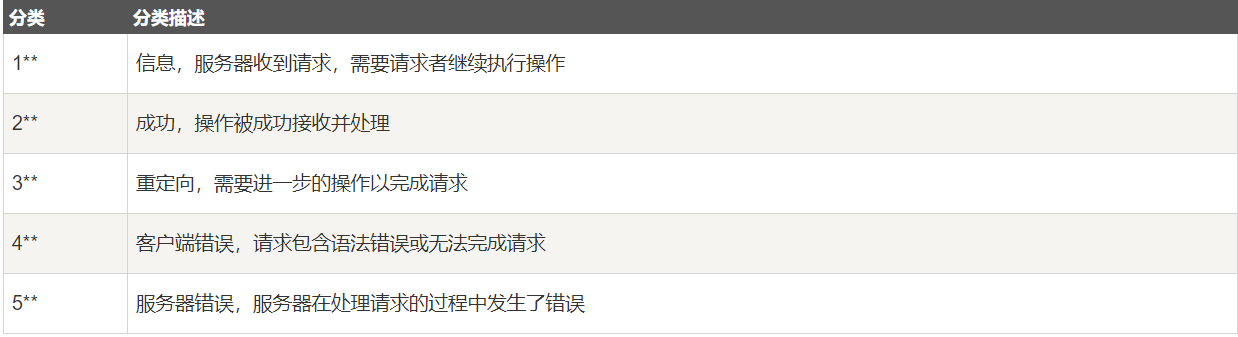 分类 分类描述
1** 信息，服务器收到请求，需要请求者继续执行操作
2** 成功，操作被成功接收并处理
3** 重定向，需要进一步的操作以完成请求
4** 客户端错误，请求包含语法错误或无法完成请求
5** 服务器错误，服务器在处理请求的过程中发生了错误